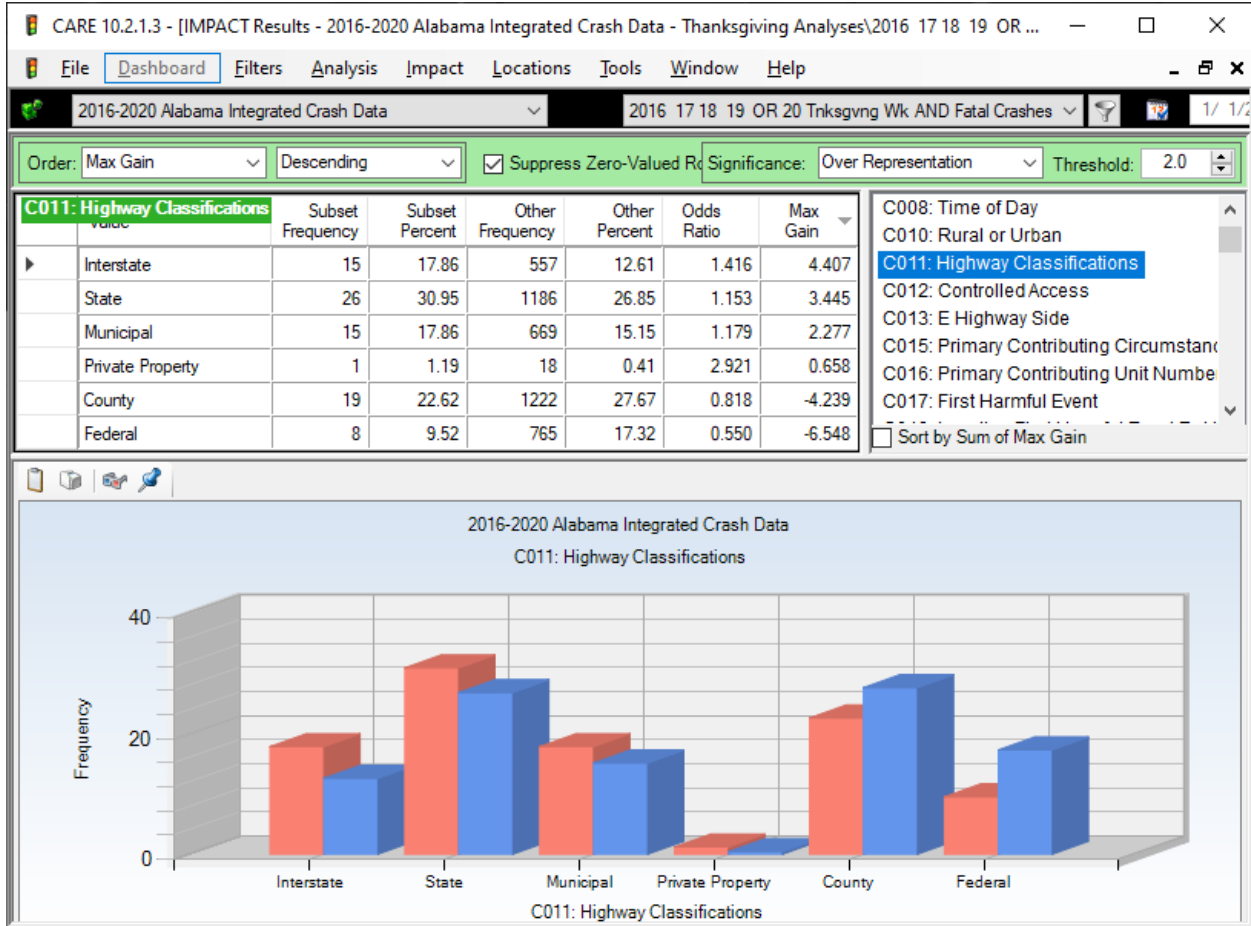 CARE 10.2.1.3 - [IMPACT Results - 2016-2020 Alabama Integrated Crash Data - Thanksgiving Analyses\2016 17 18 19 OR ...
File Dashboard Filters Analysis Impact Locations Tools Window Help
2016-2020 Alabama Integrated Crash Data 2016 17 18 19 OR 20 Tnksgvng Wk AND Fatal Crashes 1/ 1/2
Order: Max Gain Descending Suppress Zero-Valued Ro Significance: Over Representation Threshold: 2.0
C011: Highway Classifications Subset Frequency Subset Percent Other Frequency Other Percent Odds Ratio Max Gain
Interstate 15 17.86 557 12.61 1.416 4.407
State 26 30.95 1186 26.85 1.153 3.445
Municipal 15 17.86 669 15.15 1.179 2.277
Private Property 1 1.19 18 0.41 2.921 0.658
County 19 22.62 1222 27.67 0.818 -4.239
Federal 8 9.52 765 17.32 0.550 -6.548
C008: Time of Day
C010: Rural or Urban
C011: Highway Classifications
C012: Controlled Access
C013: E Highway Side
C015: Primary Contributing Circumstanc
C016: Primary Contributing Unit Number
C017: First Harmful Event
Sort by Sum of Max Gain
2016-2020 Alabama Integrated Crash Data
C011: Highway Classifications
Frequency
40
20
0
Interstate State Municipal Private Property County Federal
C011: Highway Classifications